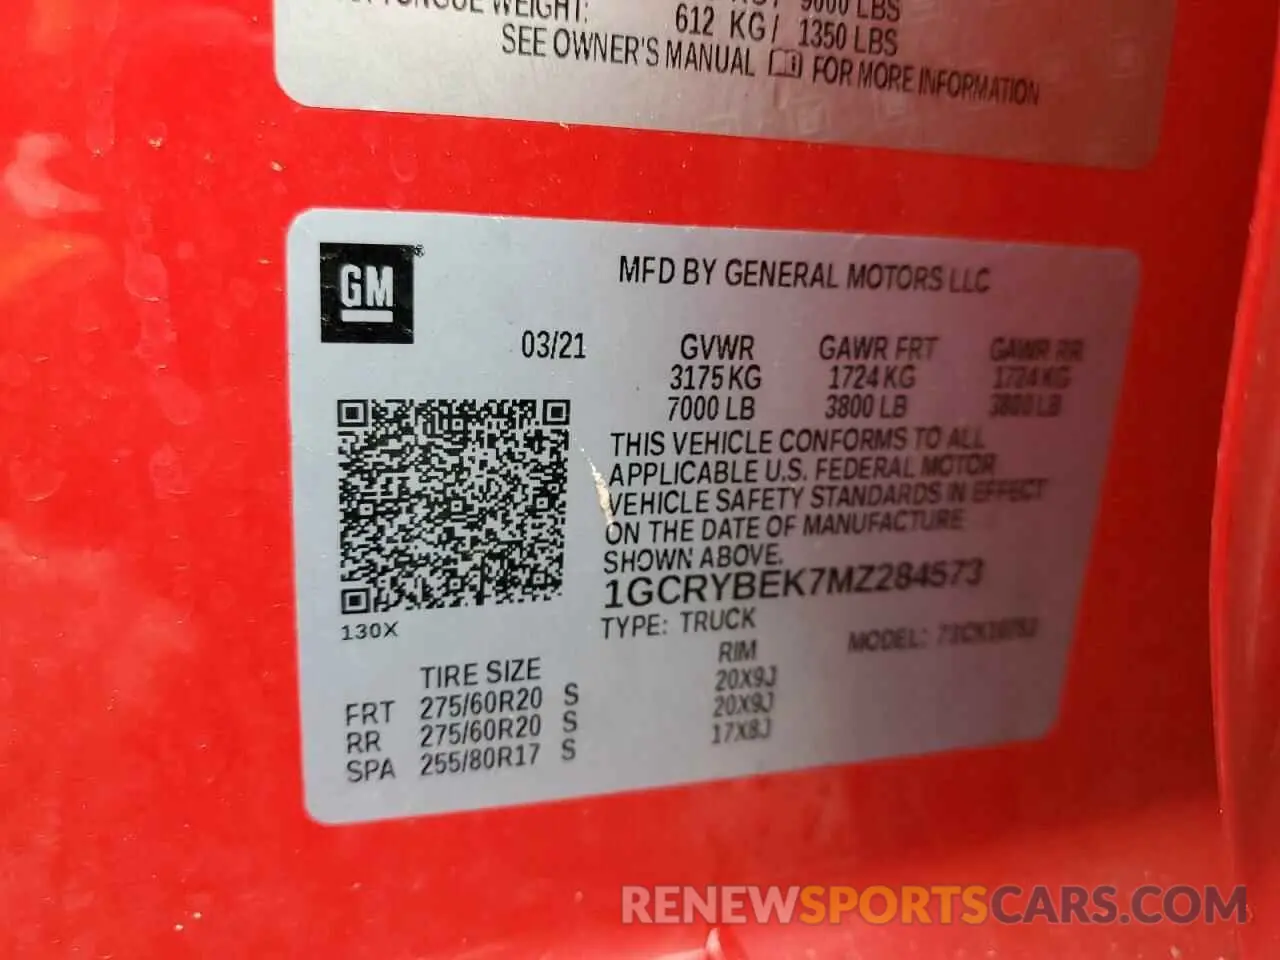 TONGUE WEIGHT: 612 KG/ 1350 LBS
9000 LBS
SEE OWNER'S MANUAL FOR MORE INFORMATION
GM®
MFD BY GENERAL MOTORS LLC
03/21 GVWR GAWR FRT GAWR RR
3175 KG 1724 KG 1724 KG
7000 LB 3800 LB 3800 LB
THIS VEHICLE CONFORMS TO ALL
APPLICABLE U.S. FEDERAL MOTOR
VEHICLE SAFETY STANDARDS IN EFFECT
ON THE DATE OF MANUFACTURE
SHOWN ABOVE.
1GCRYBEK7MZ284573
130X
TYPE: TRUCK MODEL:
TIRE SIZE RIM
FRT 275/60R20 S 20X9J
RR 275/60R20 S 20X9J
SPA 255/80R17 S 17X8J
RENEWSPORTSCARS.COM